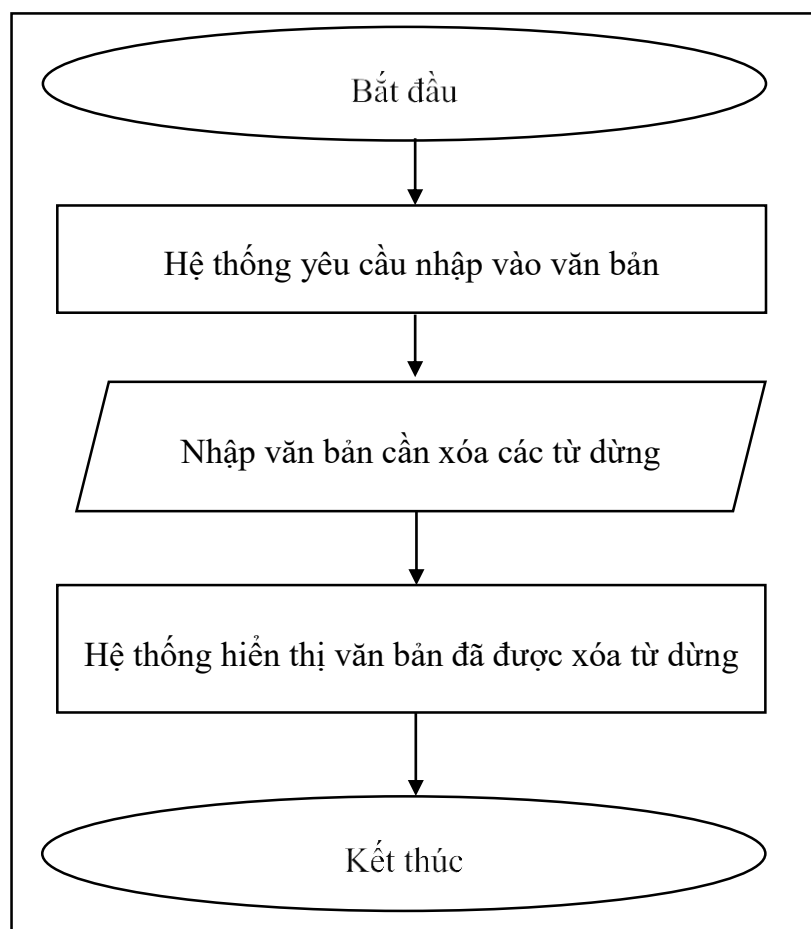 Bắt đầu
Hệ thống yêu cầu nhập vào văn bản
Nhập văn bản cần xóa các từ dừng
Hệ thống hiển thị văn bản đã được xóa từ dừng
Kết thúc